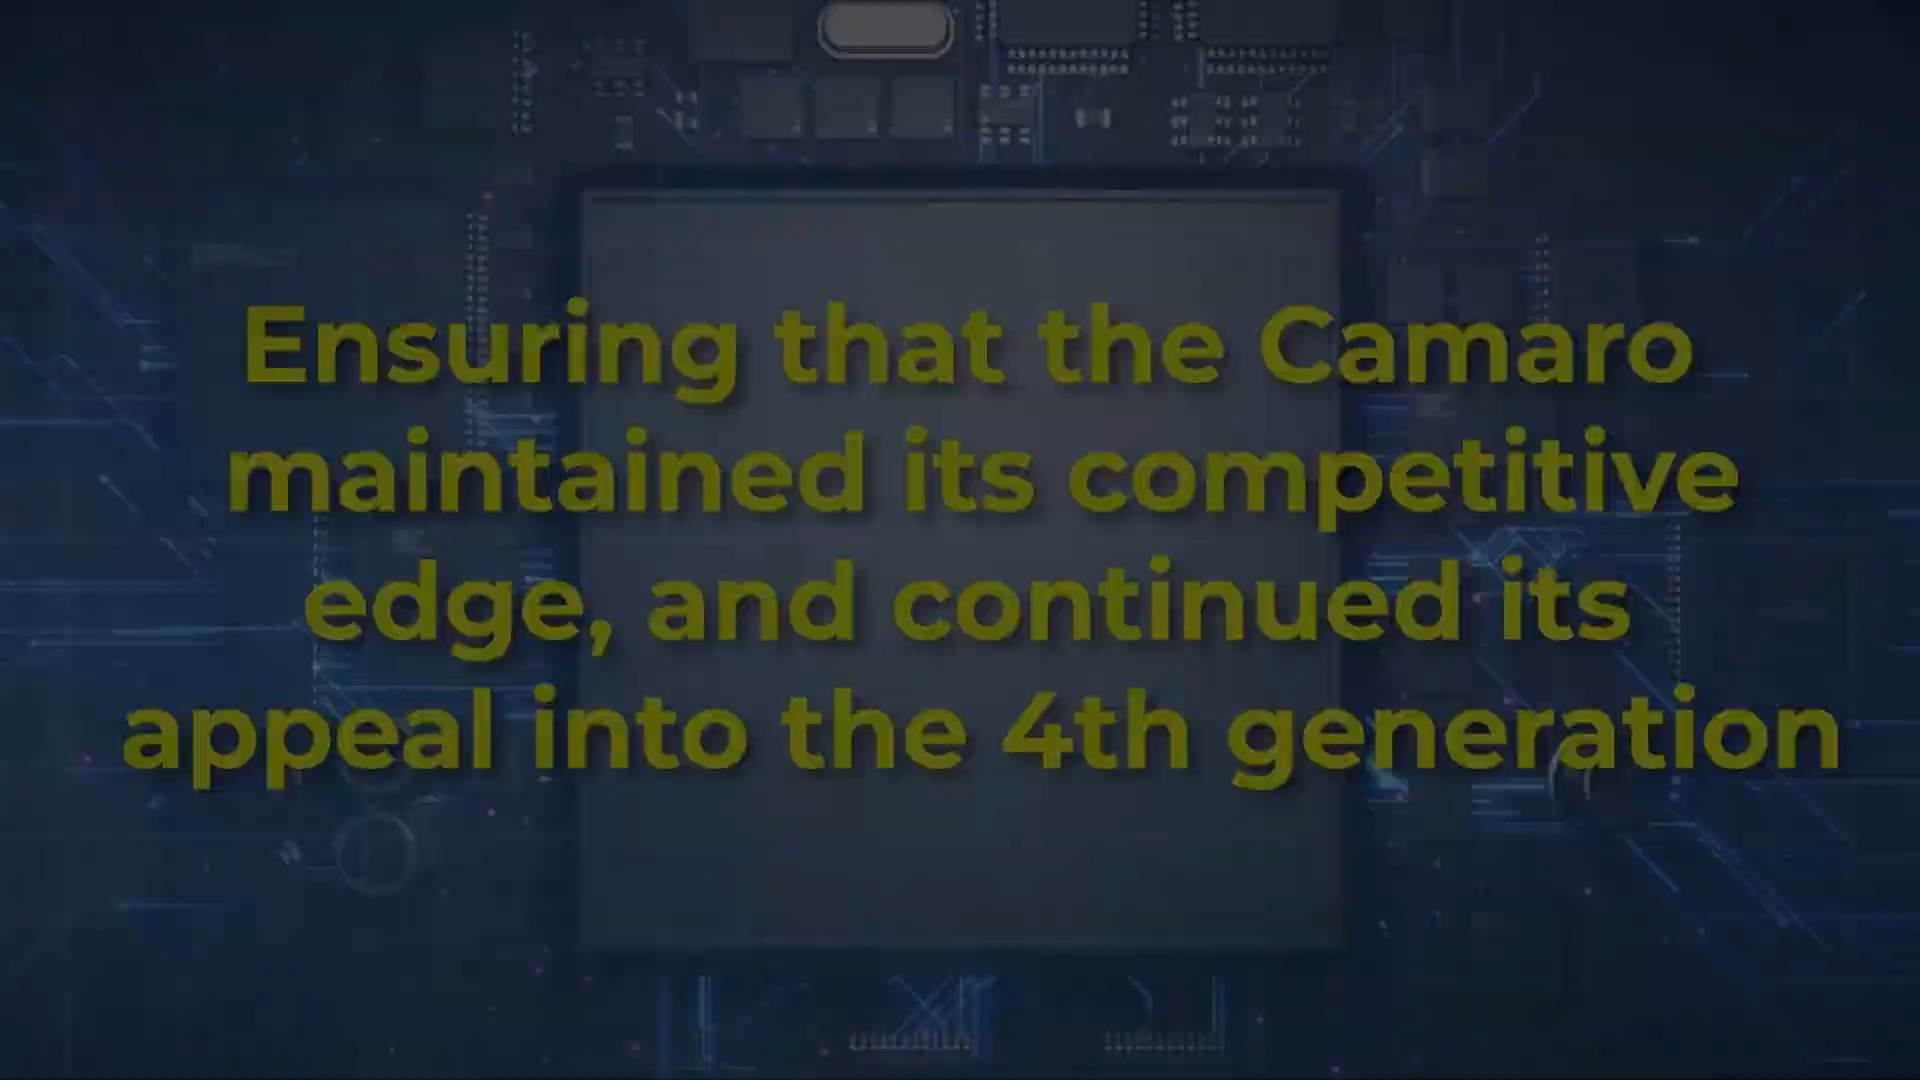 Ensuring that the Camaro
maintained its competitive
edge, and continued its
appeal into the 4th generation